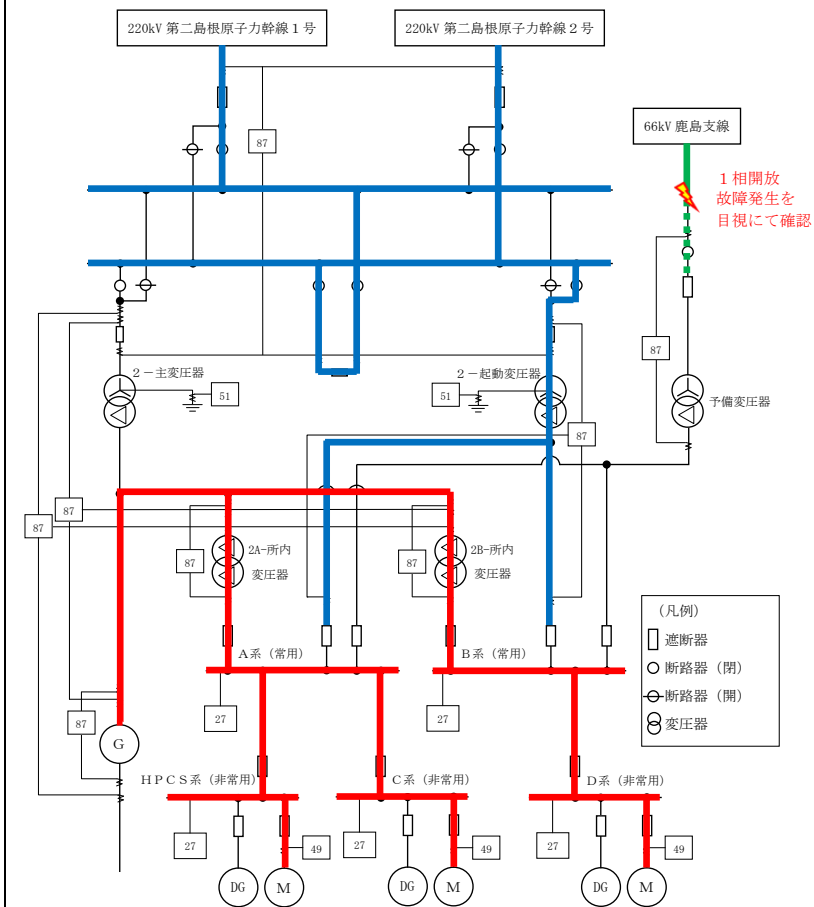 220kV 第二島根原子力幹線１号
220kV 第二島根原子力幹線２号
66kV 鹿島支線
87
１相開放
故障発生を
目視にて確認
87
２－主変圧器
51
２－起動変圧器
51
予備変圧器
87
87
87
87
2A-所内
変圧器
87
2B-所内
変圧器
（凡例）
遮断器
断路器（閉）
断路器（開）
変圧器
Ａ系（常用）
Ｂ系（常用）
27
27
87
G
ＨＰＣＳ系（非常用）
Ｃ系（非常用）
Ｄ系（非常用）
27
49
27
49
27
49
DG
M
DG
M
DG
M